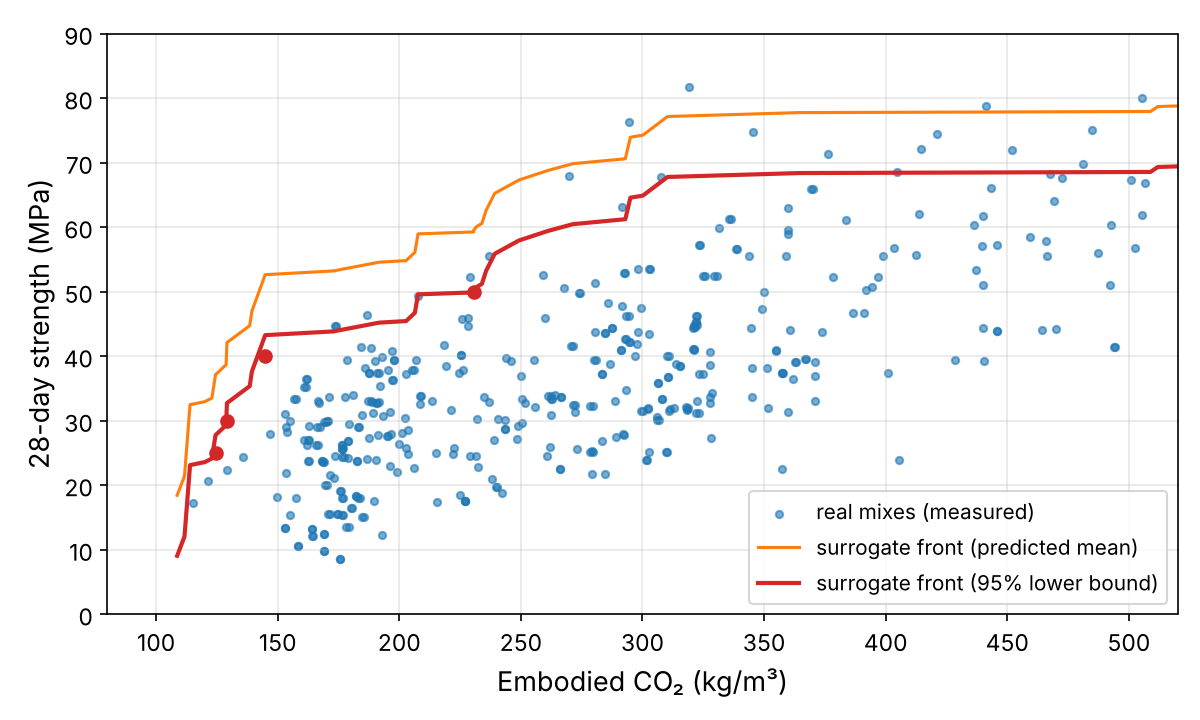 90
80
70
60
50
40
30
20
10
0
28-day strength (MPa)
real mixes (measured)
surrogate front (predicted mean)
surrogate front (95% lower bound)
100 150 200 250 300 350 400 450 500
Embodied CO₂ (kg/m³)